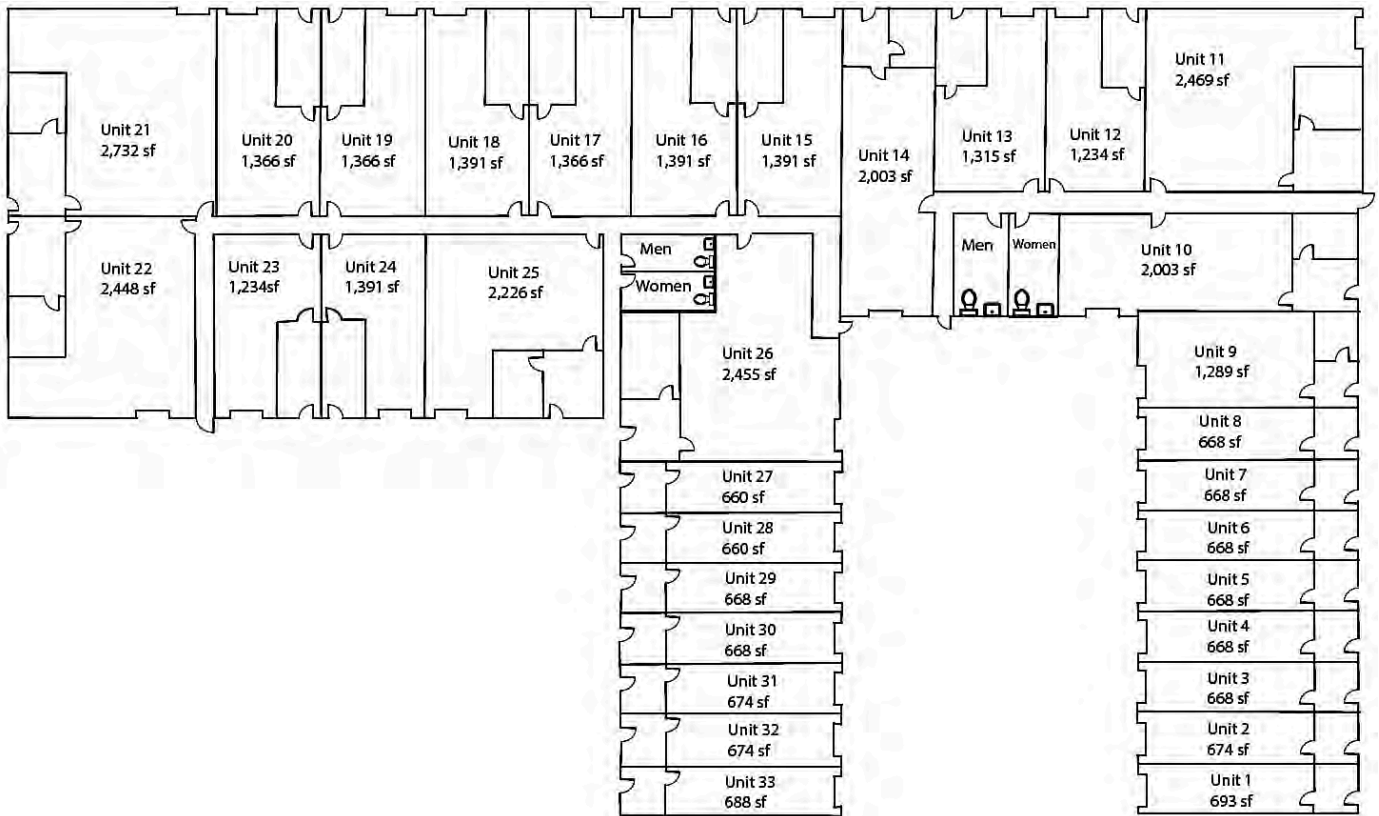 Unit 21
2,732 sf
Unit 20
1,366 sf
Unit 19
1,366 sf
Unit 18
1,391 sf
Unit 17
1,366 sf
Unit 16
1,391 sf
Unit 15
1,391 sf
Unit 14
2,003 sf
Unit 13
1,315 sf
Unit 12
1,234 sf
Unit 11
2,469 sf
Unit 22
2,448 sf
Unit 23
1,234sf
Unit 24
1,391 sf
Unit 25
2,226 sf
Men
Women
Men
Women
Unit 10
2,003 sf
Unit 26
2,455 sf
Unit 9
1,289 sf
Unit 8
668 sf
Unit 27
660 sf
Unit 7
668 sf
Unit 28
660 sf
Unit 6
668 sf
Unit 29
668 sf
Unit 5
668 sf
Unit 30
668 sf
Unit 4
668 sf
Unit 31
674 sf
Unit 3
668 sf
Unit 32
674 sf
Unit 2
674 sf
Unit 33
688 sf
Unit 1
693 sf